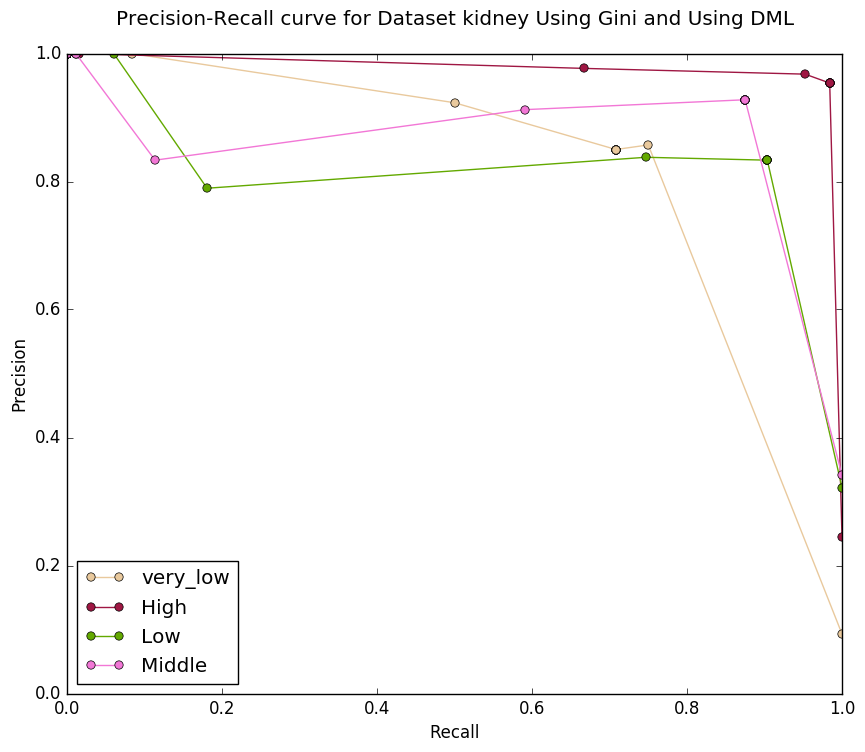 Precision-Recall curve for Dataset kidney Using Gini and Using DML
1.0
0.8
0.6
0.4
0.2
0.0
Precision
very_low
High
Low
Middle
0.0 0.2 0.4 0.6 0.8 1.0
Recall